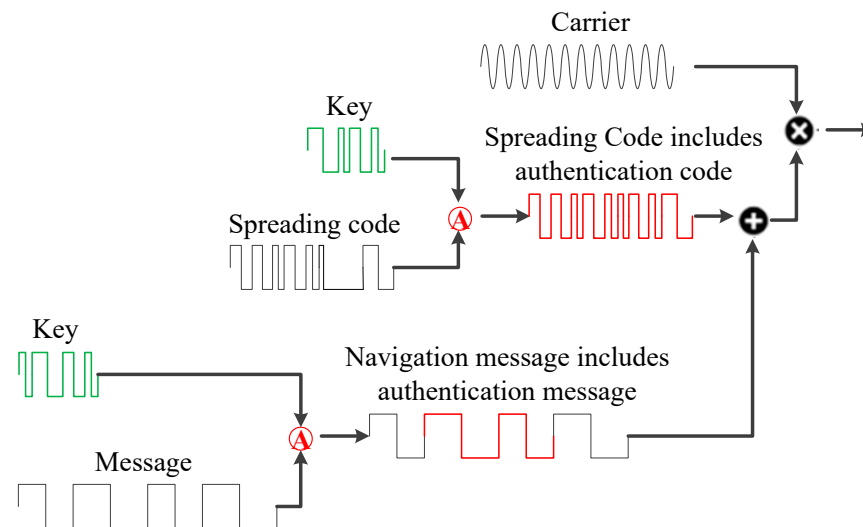 Carrier
Key
Spreading Code includes
authentication code
A
Spreading code
Key
Navigation message includes
authentication message
A
Message